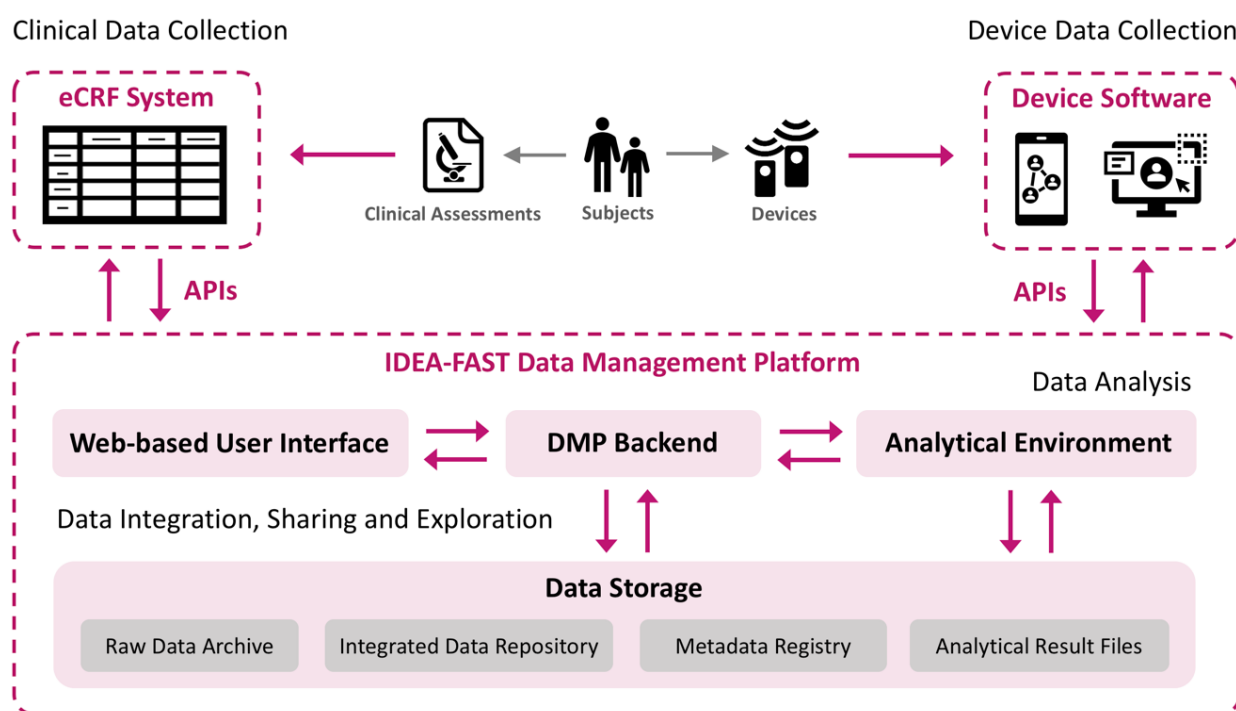 Clinical Data Collection
Device Data Collection
eCRF System
Device Software
Clinical Assessments
Subjects
Devices
APIs
APIs
IDEA-FAST Data Management Platform
Data Analysis
Web-based User Interface
DMP Backend
Analytical Environment
Data Integration, Sharing and Exploration
Data Storage
Raw Data Archive
Integrated Data Repository
Metadata Registry
Analytical Result Files